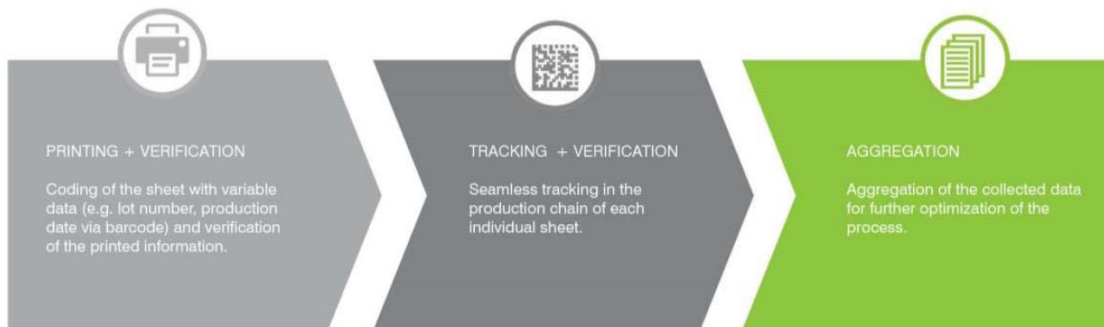 PRINTING + VERIFICATION
Coding of the sheet with variable
data (e.g. lot number, production
date via barcode) and verification
of the printed information.
TRACKING + VERIFICATION
Seamless tracking in the
production chain of each
individual sheet.
AGGREGATION
Aggregation of the collected data
for further optimization of the
process.